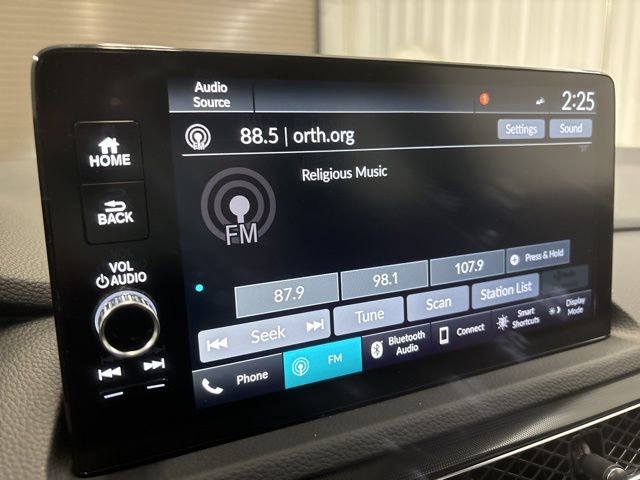 Audio
Source
1
2:25
HOME
FM
88.5 | orth.org
Settings
Sound
Religious Music
BACK
FM
VOL
AUDIO
87.9
98.1
107.9
Press & Hold
Seek
Tune
Scan
Station List
Phone
FM
Bluetooth
Audio
Connect
Smart
Shortcuts
Display
Mode